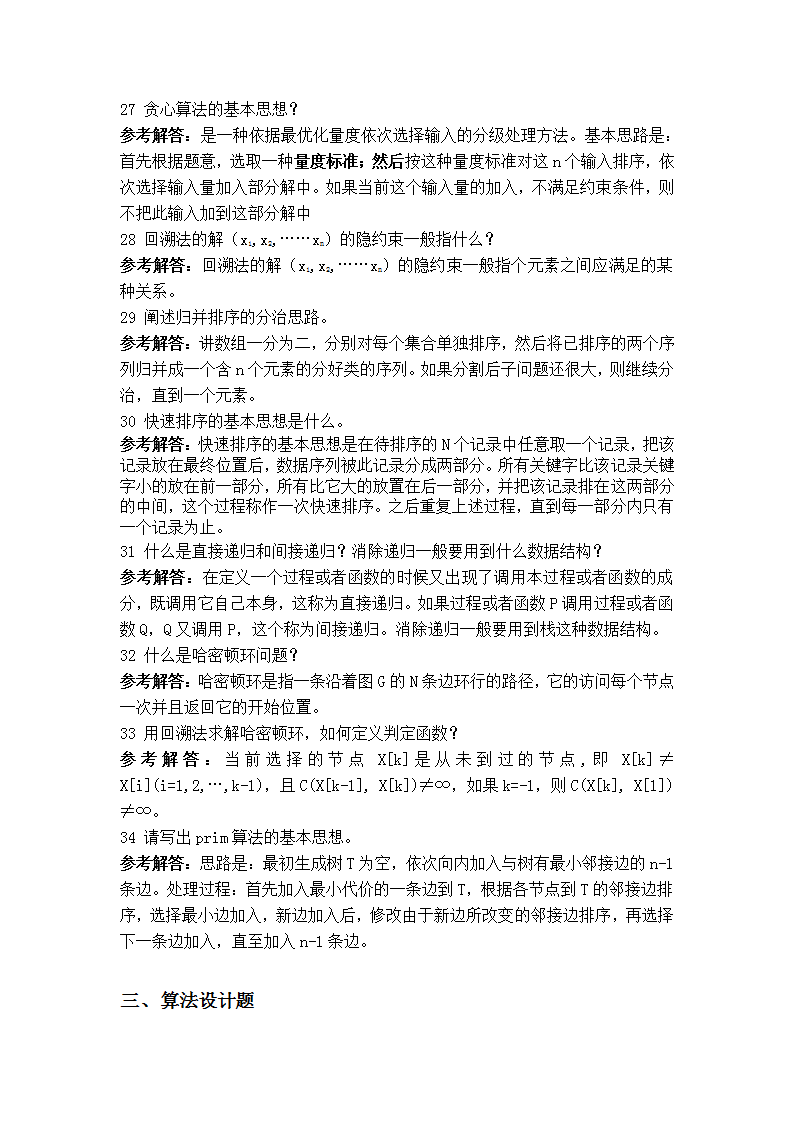 27 贪心算法的基本思想？
参考解答：是一种依据最优化量度依次选择输入的分级处理方法。基本思路是：
首先根据题意，选取一种量度标准；然后按这种量度标准对这 n 个输入排序，依
次选择输入量加入部分解中。如果当前这个输入量的加入，不满足约束条件，则
不把此输入加到这部分解中
28 回溯法的解（x₁,x₂,……xₙ）的隐约束一般指什么？
参考解答：回溯法的解（x₁,x₂,……xₙ）的隐约束一般指个元素之间应满足的某
种关系。
29 阐述归并排序的分治思路。
参考解答：讲数组一分为二，分别对每个集合单独排序，然后将已排序的两个序
列归并成一个含 n 个元素的分好类的序列。如果分割后子问题还很大，则继续分
治，直到一个元素。
30 快速排序的基本思想是什么。
参考解答：快速排序的基本思想是在待排序的 N 个记录中任意取一个记录，把该
记录放在最终位置后，数据序列被此记录分成两部分。所有关键字比该记录关键
字小的放在前一部分，所有比它大的放置在后一部分，并把该记录排在这两部分
的中间，这个过程称作一次快速排序。之后重复上述过程，直到每一部分内只有
一个记录为止。
31 什么是直接递归和间接递归？消除递归一般要用到什么数据结构？
参考解答：在定义一个过程或者函数的时候又出现了调用本过程或者函数的成
分，既调用它自己本身，这称为直接递归。如果过程或者函数 P 调用过程或者函
数 Q，Q 又调用 P，这个称为间接递归。消除递归一般要用到栈这种数据结构。
32 什么是哈密顿环问题？
参考解答：哈密顿环是指一条沿着图 G 的 N 条边环行的路径，它的访问每个节点
一次并且返回它的开始位置。
33 用回溯法求解哈密顿环，如何定义判定函数？
参考解答：当前选择的节点 X[k]是从未到过的节点，即 X[k]≠
X[i](i=1,2,…,k-1)，且 C(X[k-1], X[k])≠∞，如果 k=-1，则 C(X[k], X[1])
≠∞。
34 请写出 prim 算法的基本思想。
参考解答：思路是：最初生成树 T 为空，依次向内加入与树有最小邻接边的 n-1
条边。处理过程：首先加入最小代价的一条边到 T，根据各节点到 T 的邻接边排
序，选择最小边加入，新边加入后，修改由于新边所改变的邻接边排序，再选择
下一条边加入，直至加入 n-1 条边。
三、算法设计题